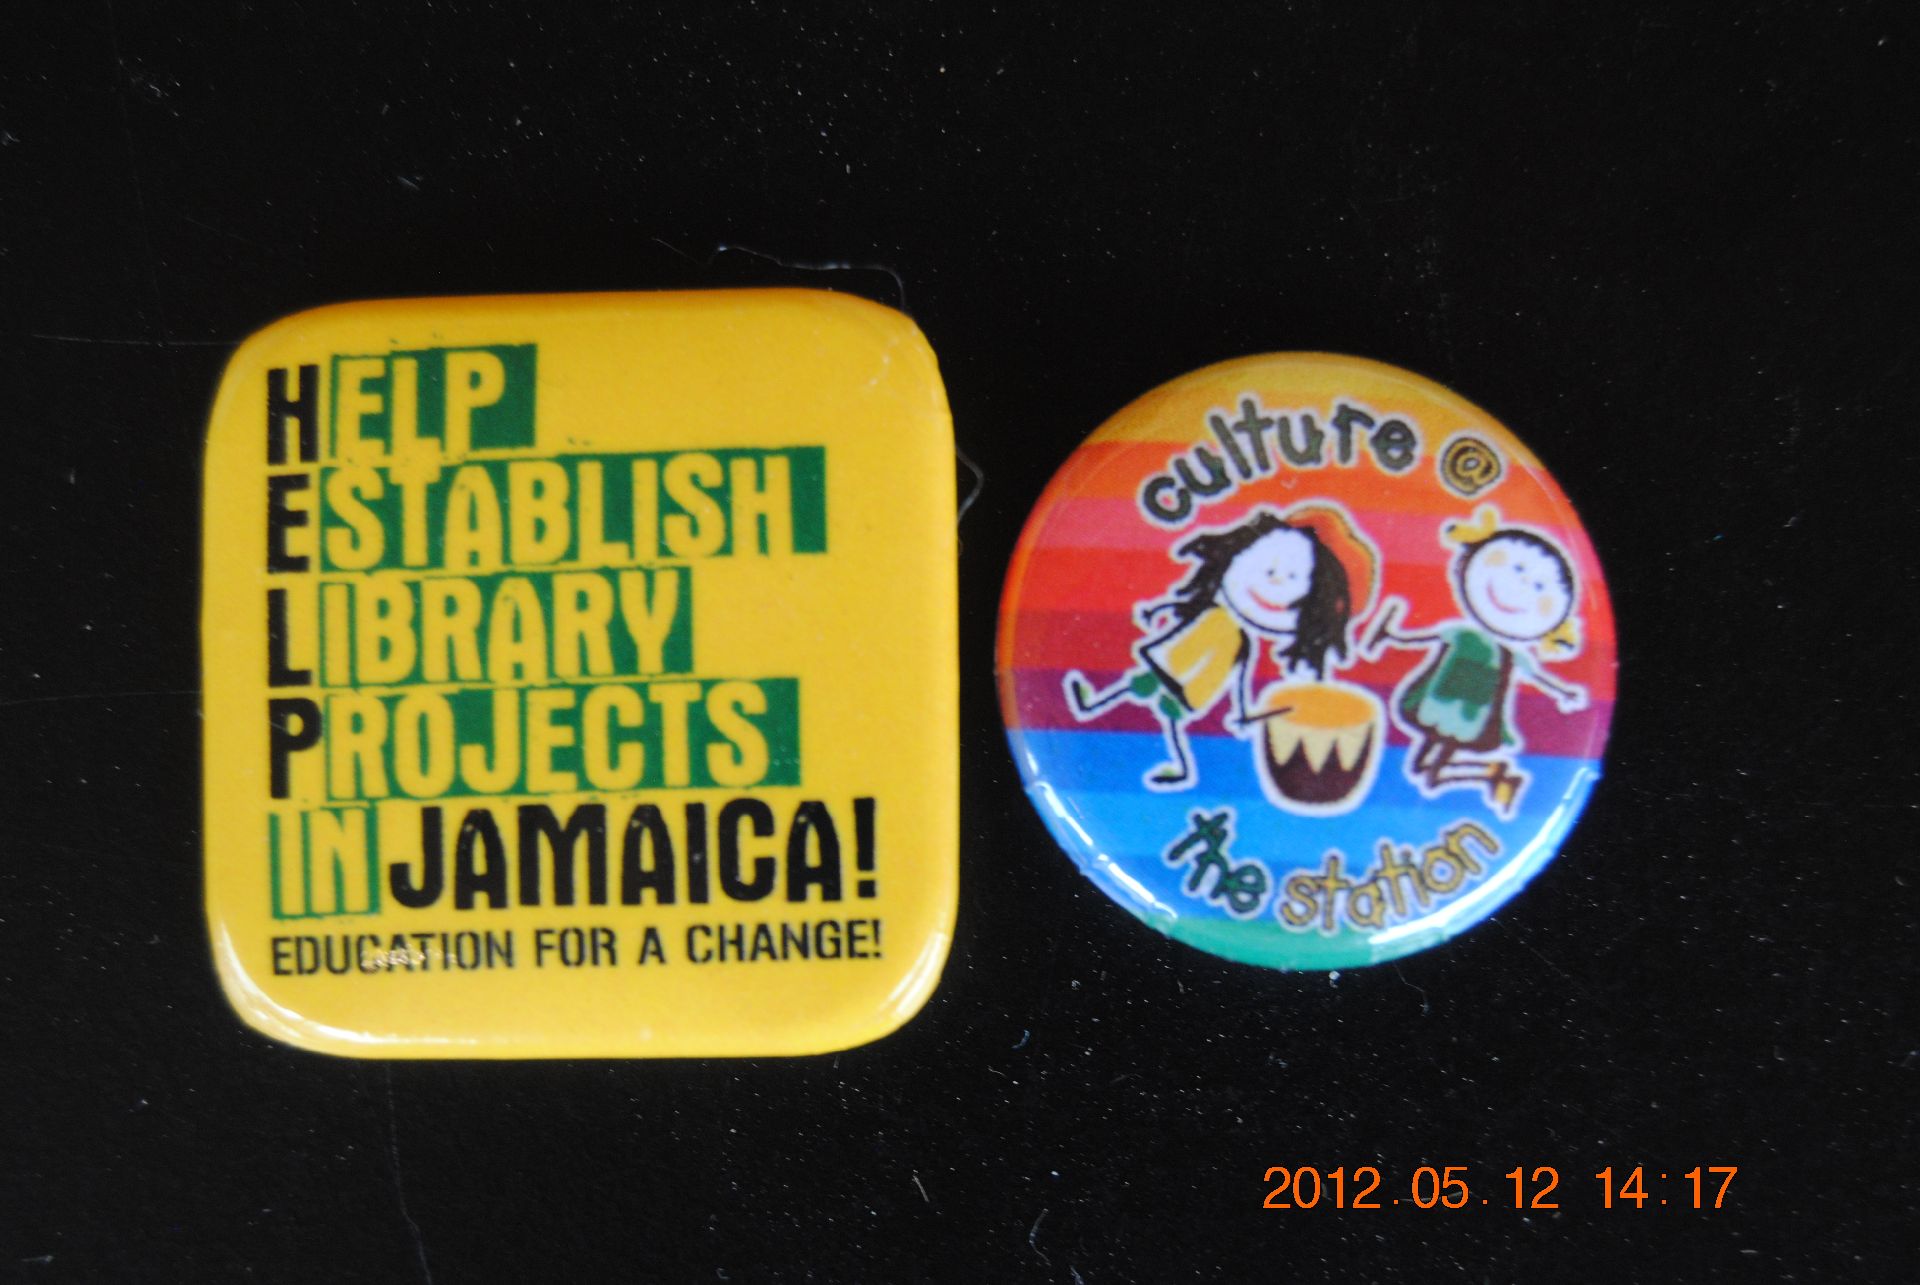 HELP
ESTABLISH
LIBRARY
PROJECTS
IN JAMAICA!
EDUCATION FOR A CHANGE!
culture @
the station
2012.05.12 14:17